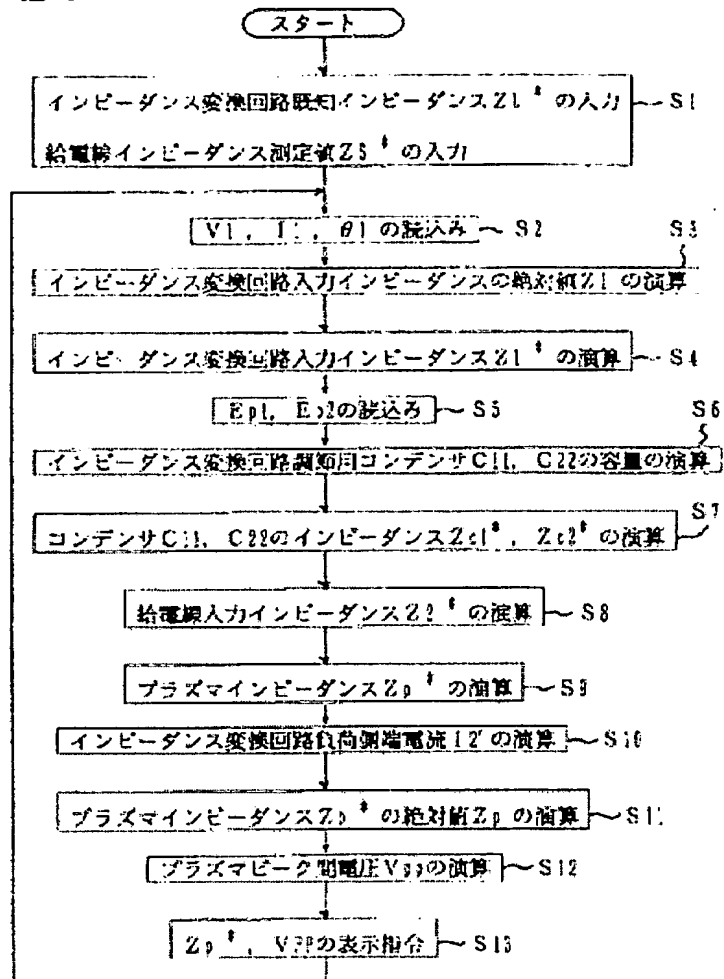 スタート
インピーダンス変換回路既知インピーダンスZ1* の入力 S1
給電線インピーダンス測定値Z3* の入力
V1, I1, θ1 の読込み S2
S3
インピーダンス変換回路入力インピーダンスの絶対値Z1 の演算
インピーダンス変換回路入力インピーダンスZ1* の演算 S4
Ep1, Ep2の読込み S5
S6
インピーダンス変換回路調節用コンデンサC11, C22の容量の演算
S7
コンデンサC11, C22のインピーダンスZc1*, Zc2* の演算
給電線入力インピーダンスZ2* の演算 S8
プラズマインピーダンスZp* の演算 S9
インピーダンス変換回路負荷側端電流I2'の演算 S10
プラズマインピーダンスZp* の絶対値Zp の演算 S11
プラズマピーク間電圧Vppの演算 S12
Zp*, VPPの表示指令 S13